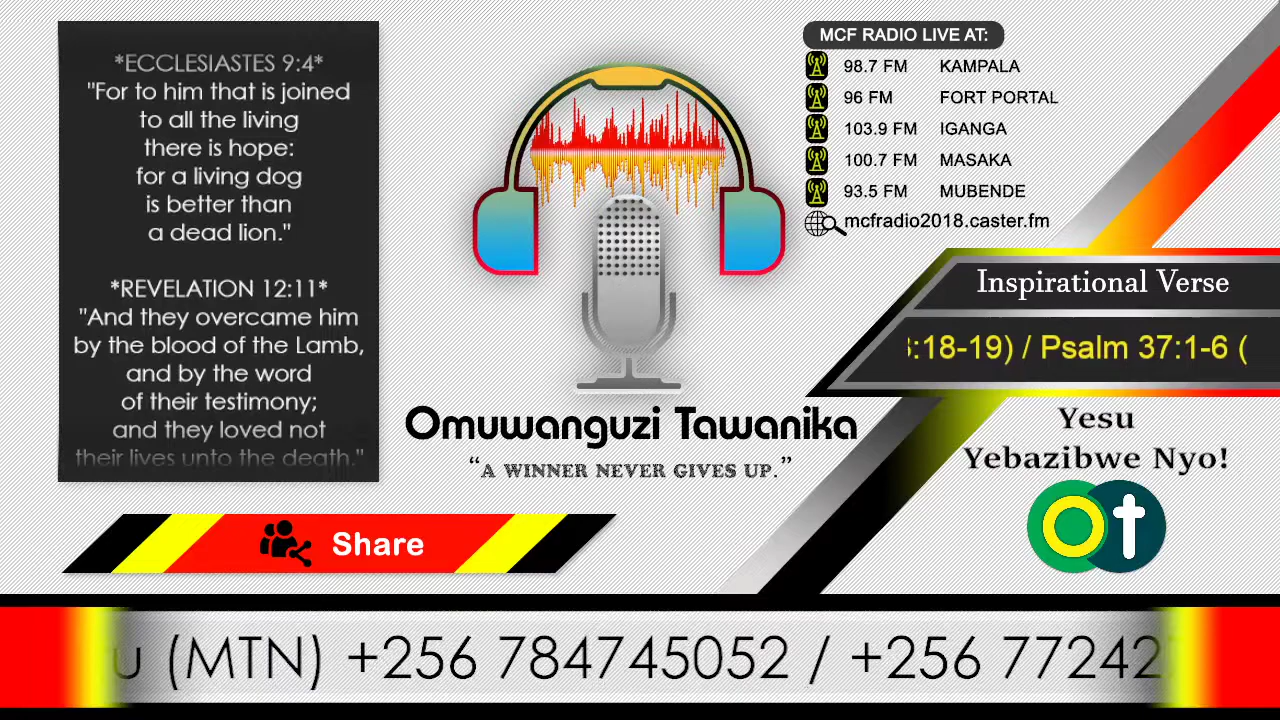 *ECCLESIASTES 9:4*
"For to him that is joined
to all the living
there is hope:
for a living dog
is better than
a dead lion."
*REVELATION 12:11*
"And they overcame him
by the blood of the Lamb,
and by the word
of their testimony;
and they loved not
their lives unto the death."
Omuwanguzi Tawanika
“A WINNER NEVER GIVES UP.”
Share
MCF RADIO LIVE AT:
98.7 FM KAMPALA
96 FM FORT PORTAL
103.9 FM IGANGA
100.7 FM MASAKA
93.5 FM MUBENDE
mcfradio2018.caster.fm
Inspirational Verse
:18-19) / Psalm 37:1-6 (
Yesu
Yebazibwe Nyo!
ot
u (MTN) +256 784745052 / +256 77242